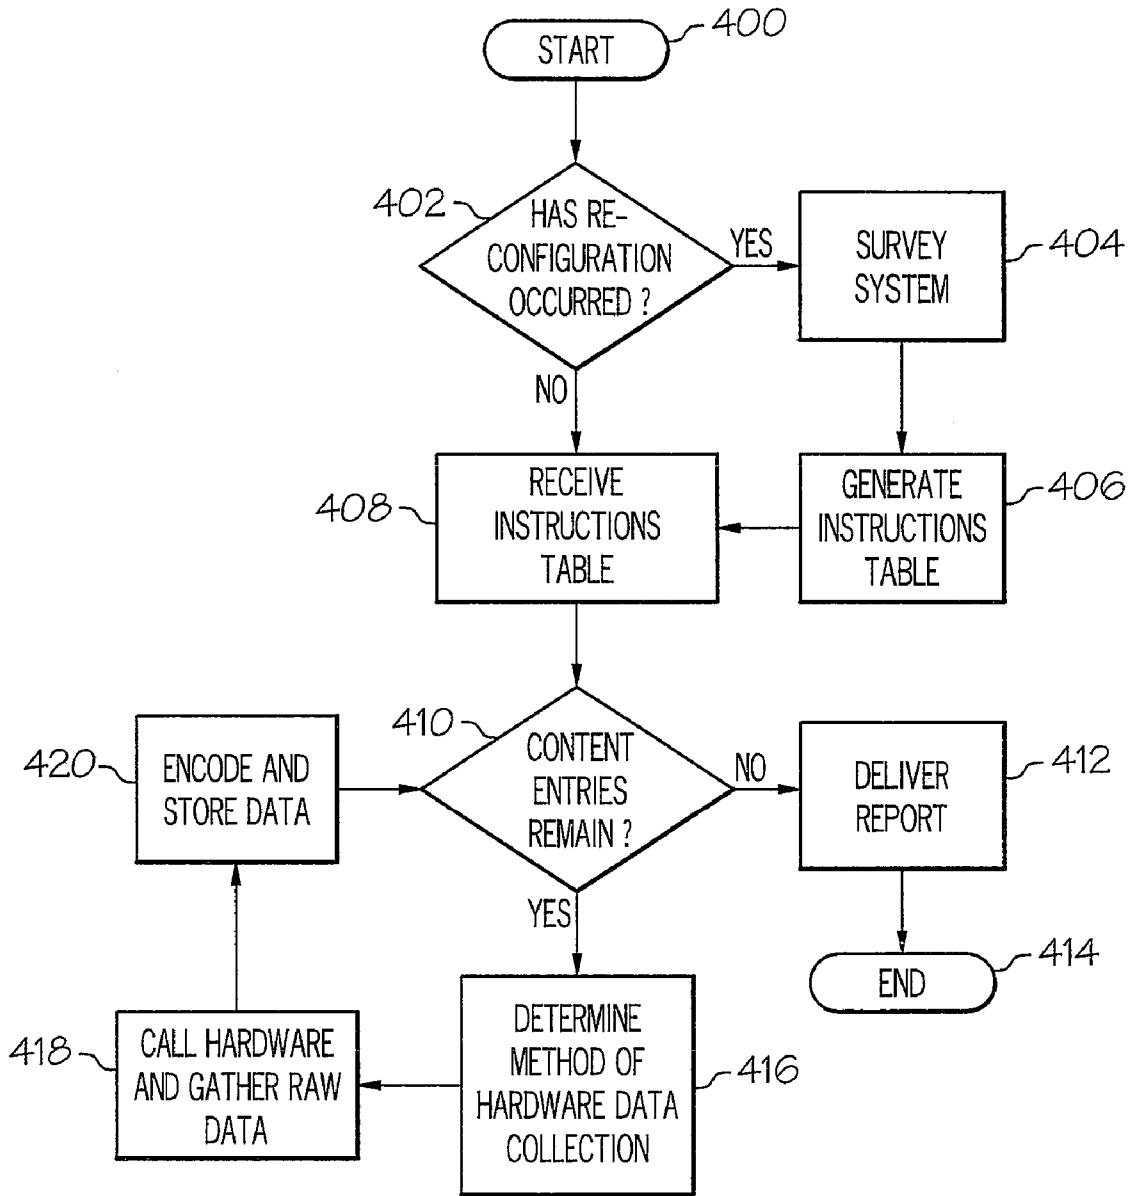 START
400
402
HAS RE-
CONFIGURATION
OCCURRED ?
YES
SURVEY
SYSTEM
404
NO
408
RECEIVE
INSTRUCTIONS
TABLE
GENERATE
INSTRUCTIONS
TABLE
406
420
ENCODE AND
STORE DATA
410
CONTENT
ENTRIES
REMAIN ?
NO
DELIVER
REPORT
412
YES
END
414
418
CALL HARDWARE
AND GATHER RAW
DATA
DETERMINE
METHOD OF
HARDWARE DATA
COLLECTION
416